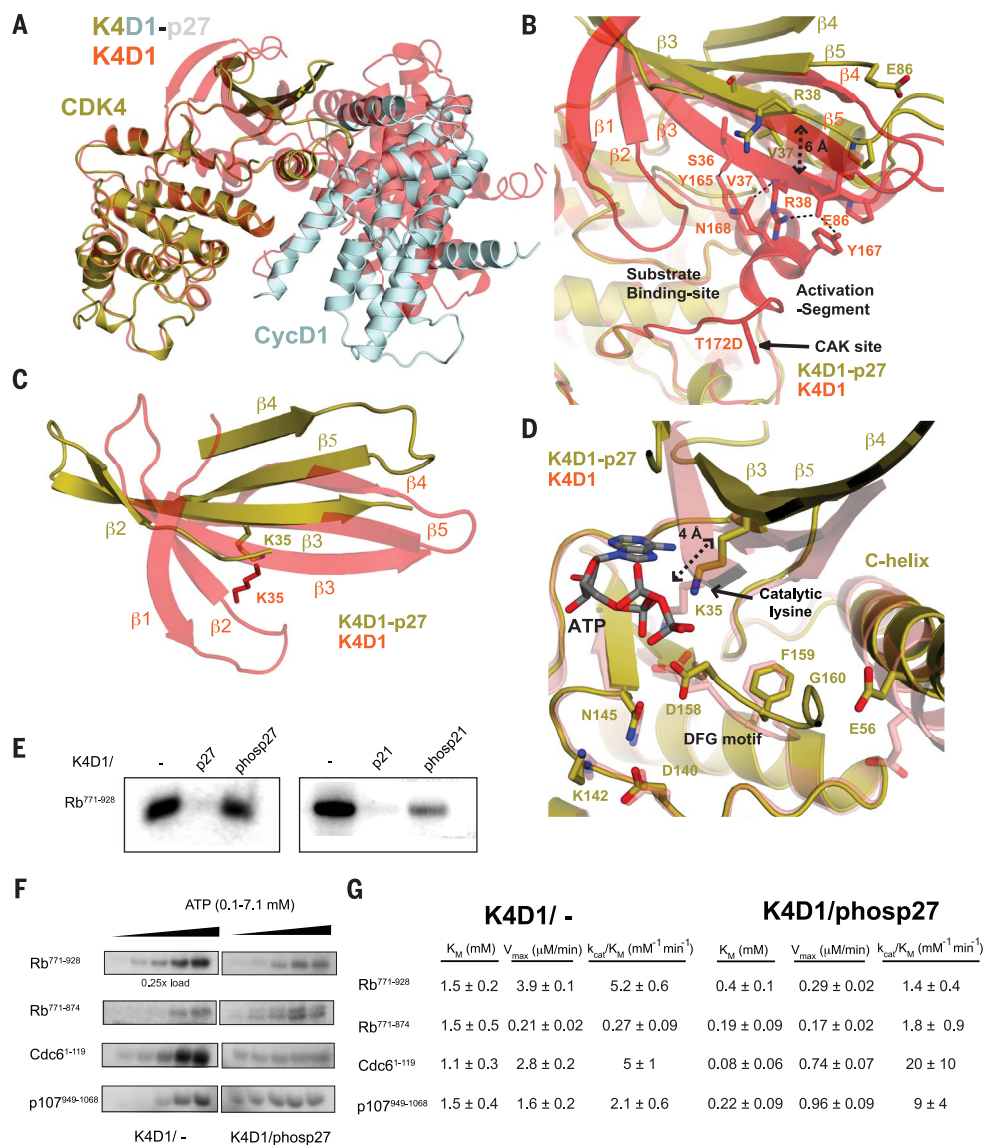 A
K4D1-p27
K4D1
CDK4
CycD1
B
β3
β4
β5
E86
β4
R38
β5
β1
β3
6 Å
β2
V37
S36
Y165
V37
R38
E86
N168
Y167
Substrate
Binding-site
Activation
-Segment
T172D
CAK site
K4D1-p27
K4D1
C
β4
β5
β4
β2
K35
β3
β5
K35
β3
β1
β2
K4D1-p27
K4D1
D
K4D1-p27
K4D1
β4
β3
β5
4 Å
C-helix
Catalytic
lysine
K35
ATP
F159
G160
D158
N145
E56
DFG motif
D140
K142
E
K4D1/
- p27 phosp27
- p21 phosp21
Rb771-928
F
ATP (0.1-7.1 mM)
Rb771-928
0.25x load
Rb771-874
Cdc61-119
p107949-1068
K4D1/- K4D1/phosp27
G
K4D1/ - K4D1/phosp27
KM (mM) Vmax (μM/min) kcat/KM (mM-1 min-1) KM (mM) Vmax (μM/min) kcat/KM (mM-1 min-1)
Rb771-928 1.5 ± 0.2 3.9 ± 0.1 5.2 ± 0.6 0.4 ± 0.1 0.29 ± 0.02 1.4 ± 0.4
Rb771-874 1.5 ± 0.5 0.21 ± 0.02 0.27 ± 0.09 0.19 ± 0.09 0.17 ± 0.02 1.8 ± 0.9
Cdc61-119 1.1 ± 0.3 2.8 ± 0.2 5 ± 1 0.08 ± 0.06 0.74 ± 0.07 20 ± 10
p107949-1068 1.5 ± 0.4 1.6 ± 0.2 2.1 ± 0.6 0.22 ± 0.09 0.96 ± 0.09 9 ± 4